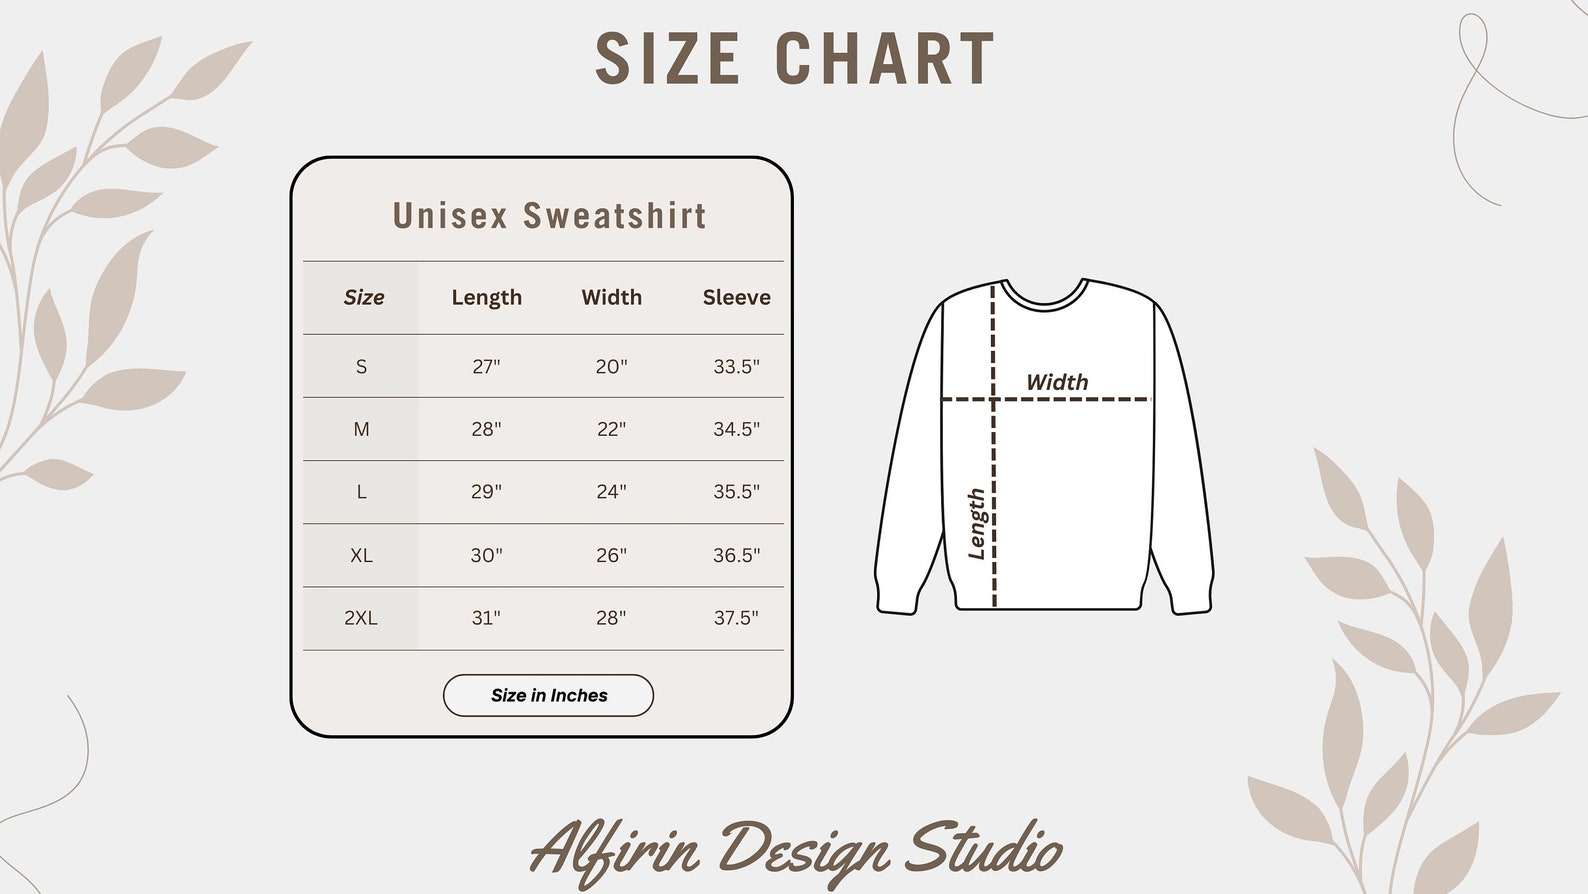 SIZE CHART
Unisex Sweatshirt
Size Length Width Sleeve
S 27" 20" 33.5"
M 28" 22" 34.5"
L 29" 24" 35.5"
XL 30" 26" 36.5"
2XL 31" 28" 37.5"
Size in Inches
Width
Length
Alfirin Design Studio